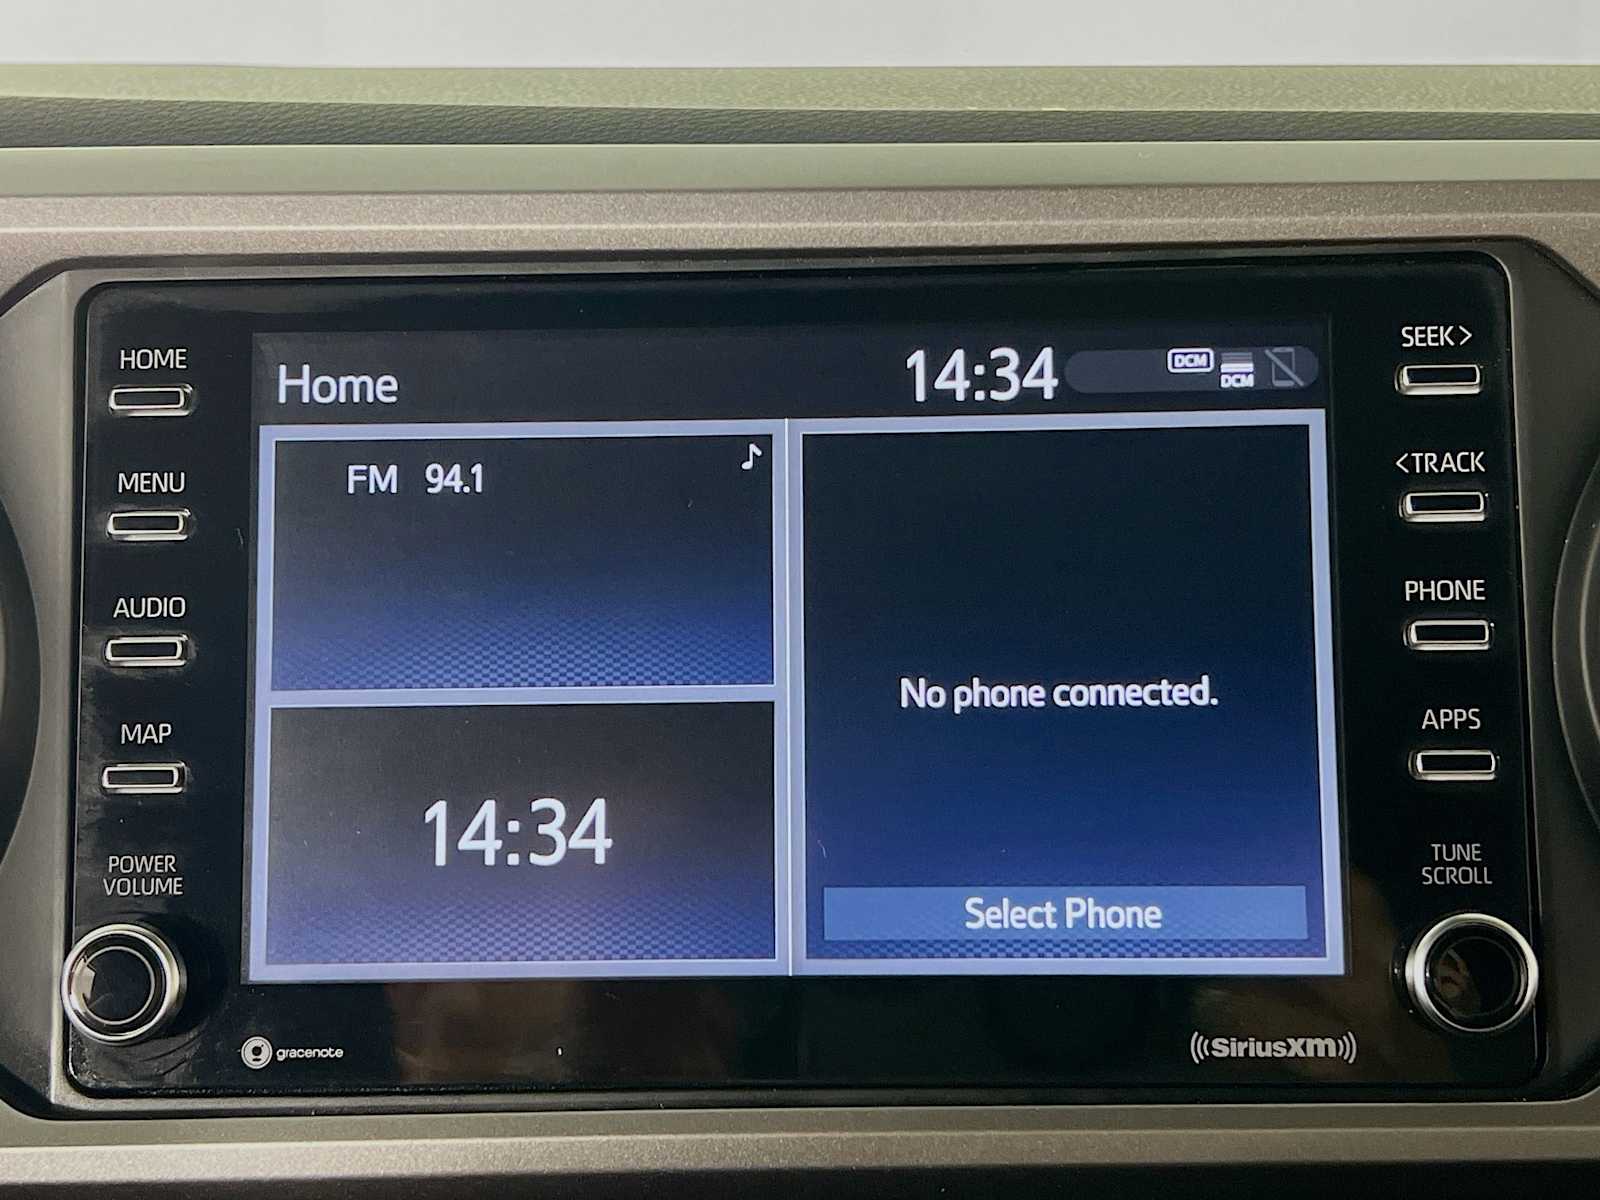 HOME
MENU
AUDIO
MAP
POWER
VOLUME
Home
14:34
DCM
DCM
FM 94.1
14:34
No phone connected.
Select Phone
SEEK>
<TRACK
PHONE
APPS
TUNE
SCROLL
gracenote
((SiriusXM))